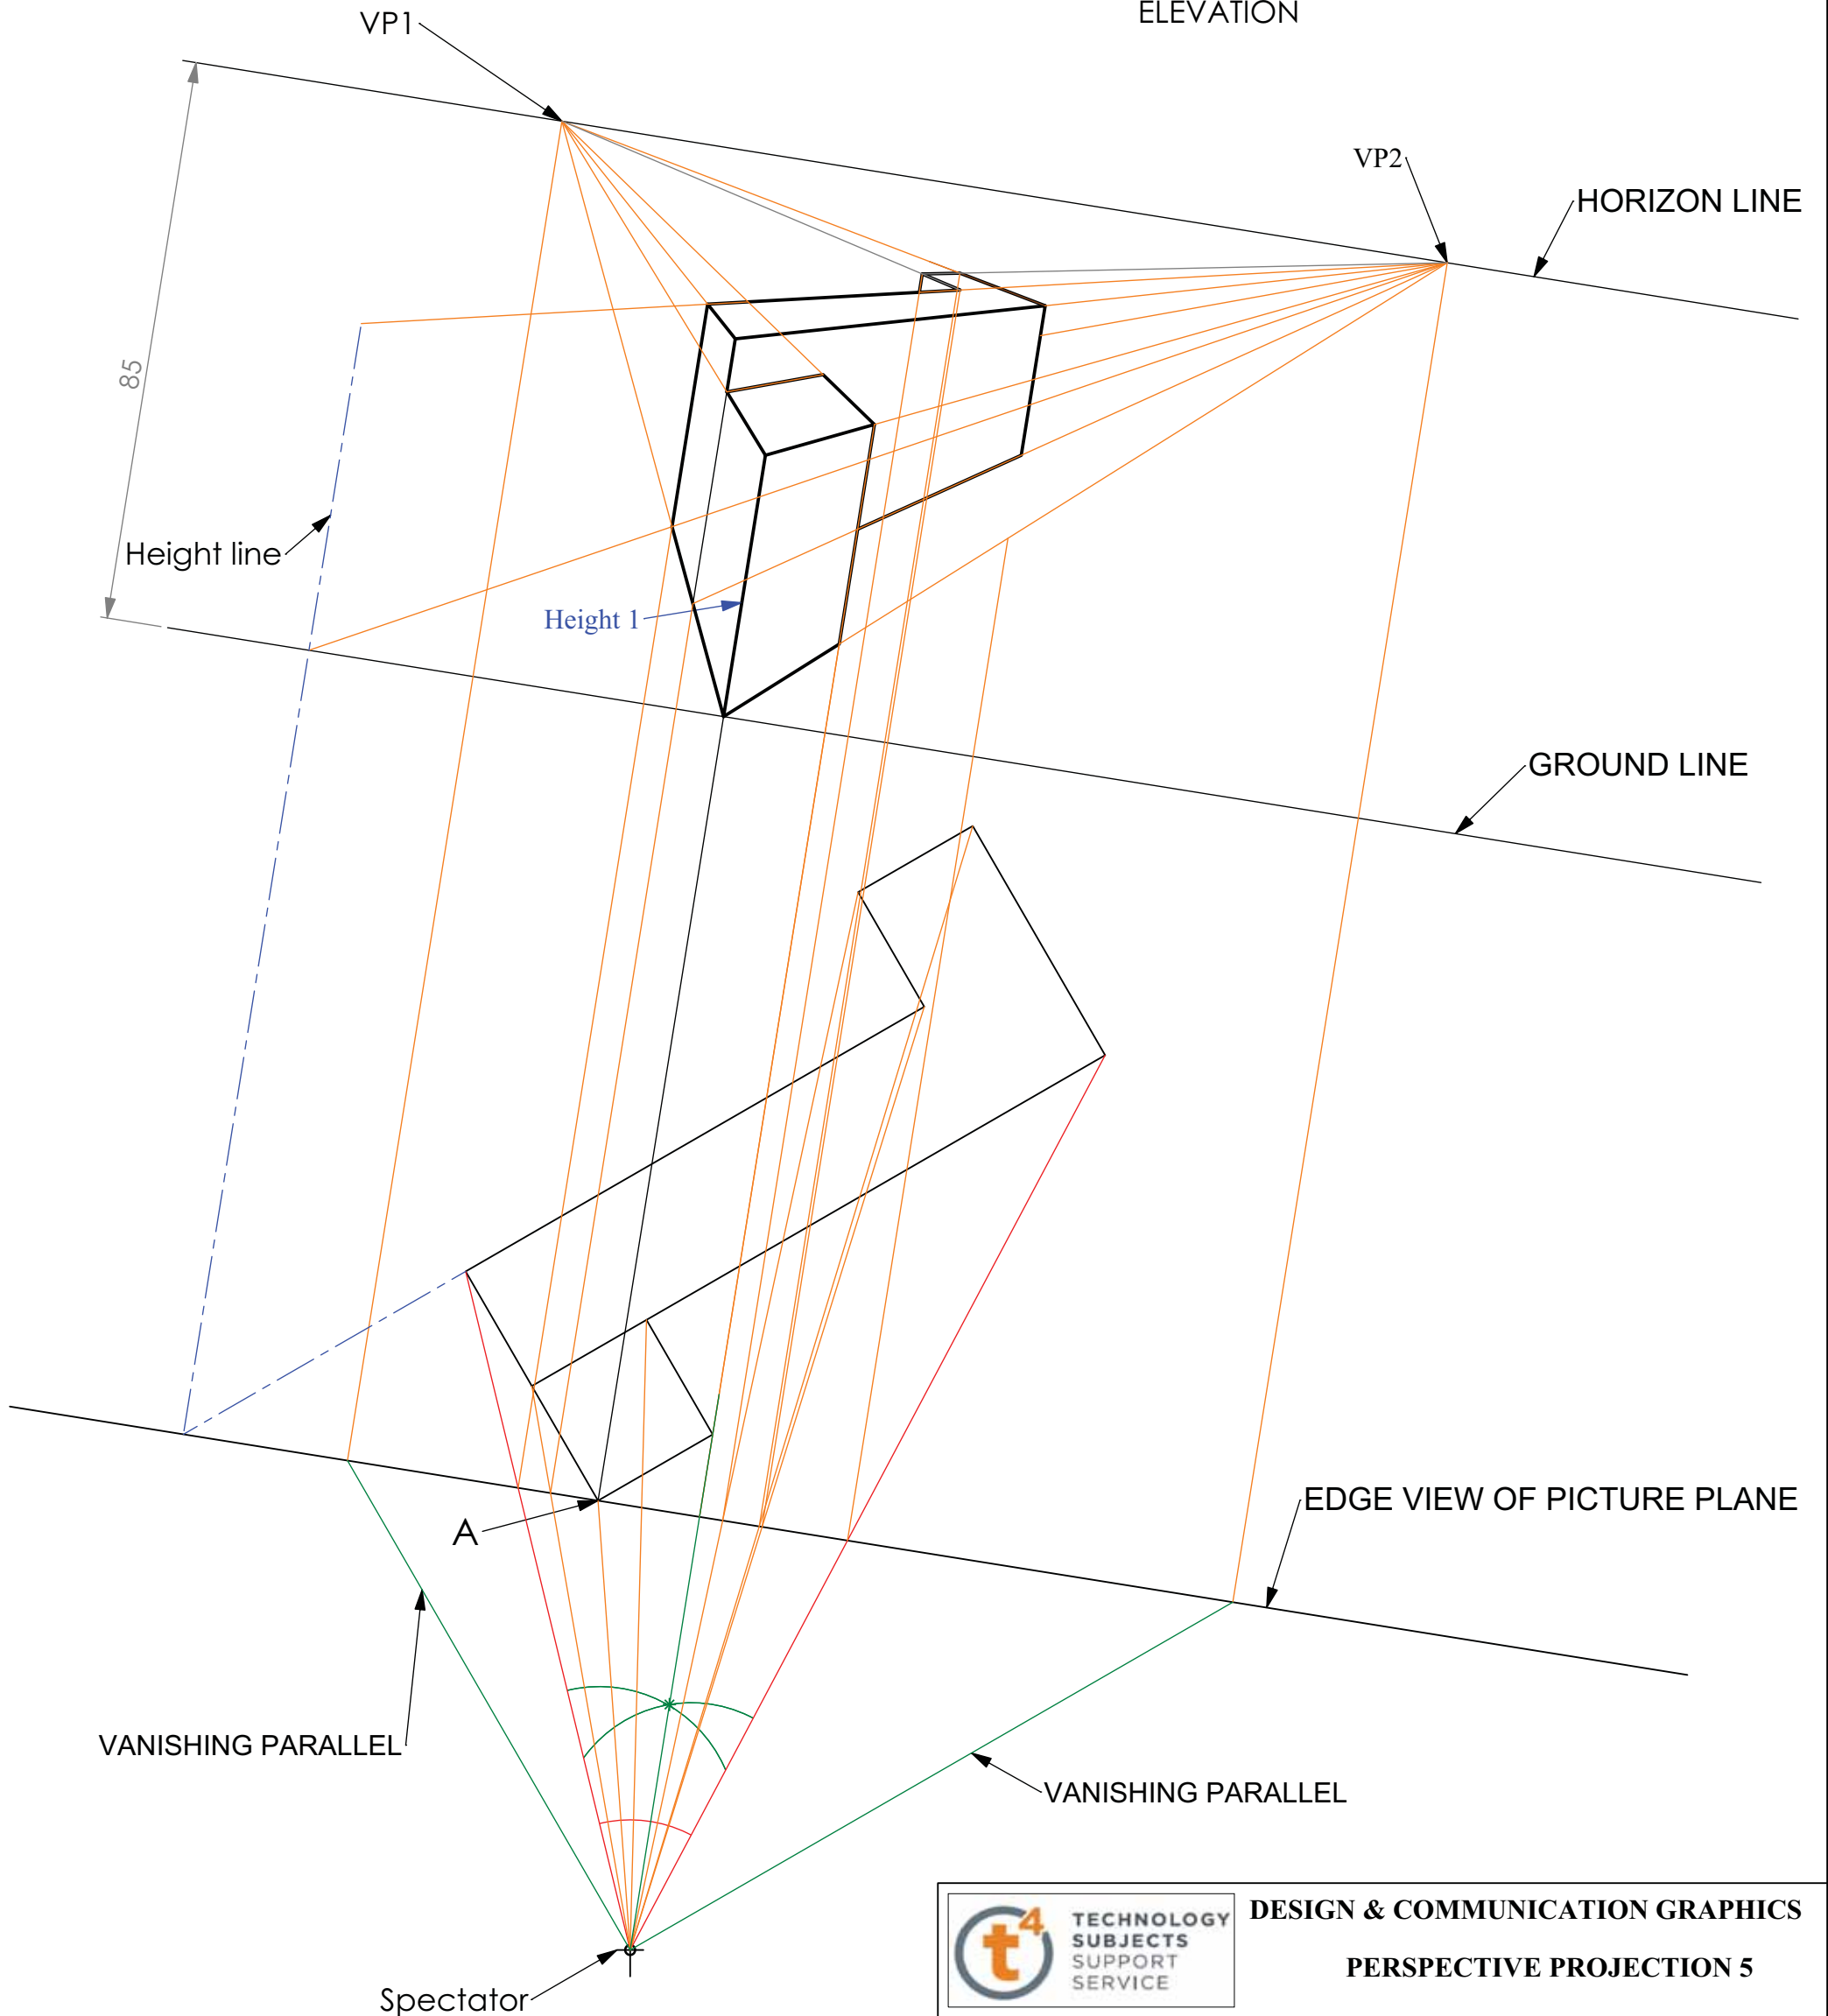 ELEVATION
VP1
VP2
HORIZON LINE
85
Height line
Height 1
GROUND LINE
EDGE VIEW OF PICTURE PLANE
A
VANISHING PARALLEL
VANISHING PARALLEL
Spectator
t4
TECHNOLOGY
SUBJECTS
SUPPORT
SERVICE
DESIGN & COMMUNICATION GRAPHICS
PERSPECTIVE PROJECTION 5